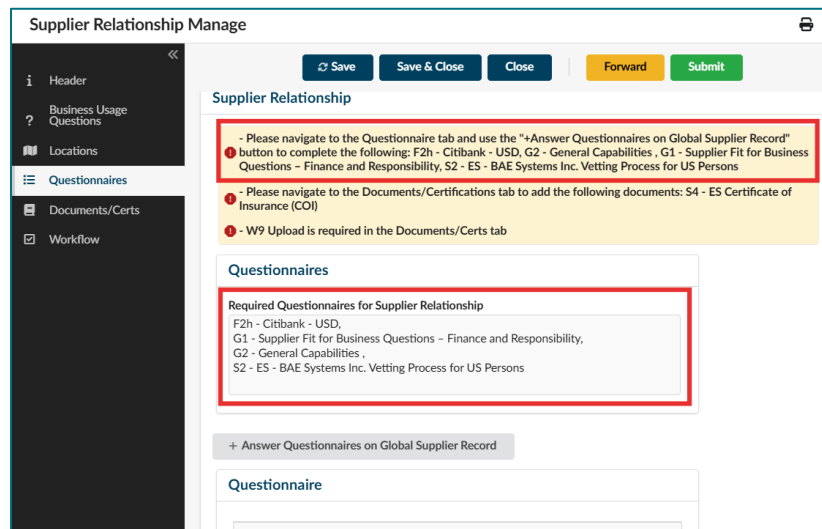 Supplier Relationship Manage
Save
Save & Close
Close
Forward
Submit
Header
Business Usage
Questions
Locations
Questionnaires
Documents/Certs
Workflow
Supplier Relationship
- Please navigate to the Questionnaire tab and use the "+Answer Questionnaires on Global Supplier Record"
button to complete the following: F2h - Citibank - USD, G2 - General Capabilities , G1 - Supplier Fit for Business
Questions – Finance and Responsibility, S2 - ES - BAE Systems Inc. Vetting Process for US Persons
- Please navigate to the Documents/Certifications tab to add the following documents: S4 - ES Certificate of
Insurance (COI)
- W9 Upload is required in the Documents/Certs tab
Questionnaires
Required Questionnaires for Supplier Relationship
F2h - Citibank - USD,
G1 - Supplier Fit for Business Questions – Finance and Responsibility,
G2 - General Capabilities ,
S2 - ES - BAE Systems Inc. Vetting Process for US Persons
+ Answer Questionnaires on Global Supplier Record
Questionnaire